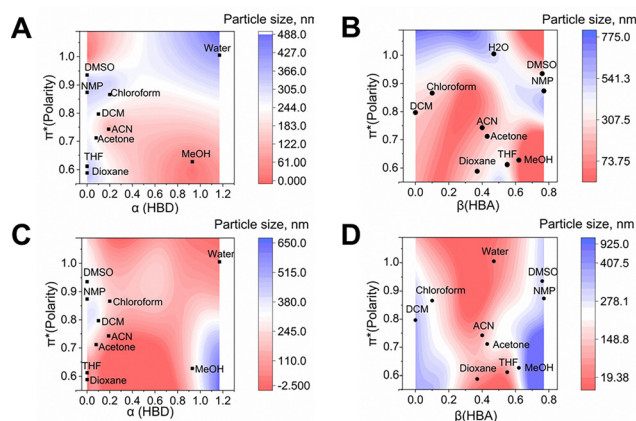 A
Particle size, nm
π*(Polarity)
1.0
0.9
0.8
0.7
0.6
Water
DMSO
NMP
Chloroform
DCM
ACN
Acetone
THF
Dioxane
MeOH
0.0 0.2 0.4 0.6 0.8 1.0 1.2
α (HBD)
488.0
432.0
376.0
302.0
249.0
192.0
144.0
122.0
61.00
0.000
B
Particle size, nm
π*(Polarity)
1.0
0.9
0.8
0.7
0.6
H2O
DMSO
NMP
Chloroform
DCM
ACN
Acetone
Dioxane
THF
MeOH
0.0 0.2 0.4 0.6 0.8
β(HBA)
775.0
541.3
307.5
73.75
C
Particle size, nm
π*(Polarity)
1.0
0.9
0.8
0.7
0.6
Water
DMSO
NMP
Chloroform
DCM
ACN
Acetone
THF
Dioxane
MeOH
0.0 0.2 0.4 0.6 0.8 1.0 1.2
α (HBD)
650.0
515.0
380.0
245.0
110.0
-2.500
D
Particle size, nm
π*(Polarity)
1.0
0.9
0.8
0.7
0.6
Water
DMSO
NMP
Chloroform
DCM
ACN
Acetone
Dioxane
THF
MeOH
0.0 0.2 0.4 0.6 0.8
β(HBA)
925.0
407.5
278.1
148.8
19.38